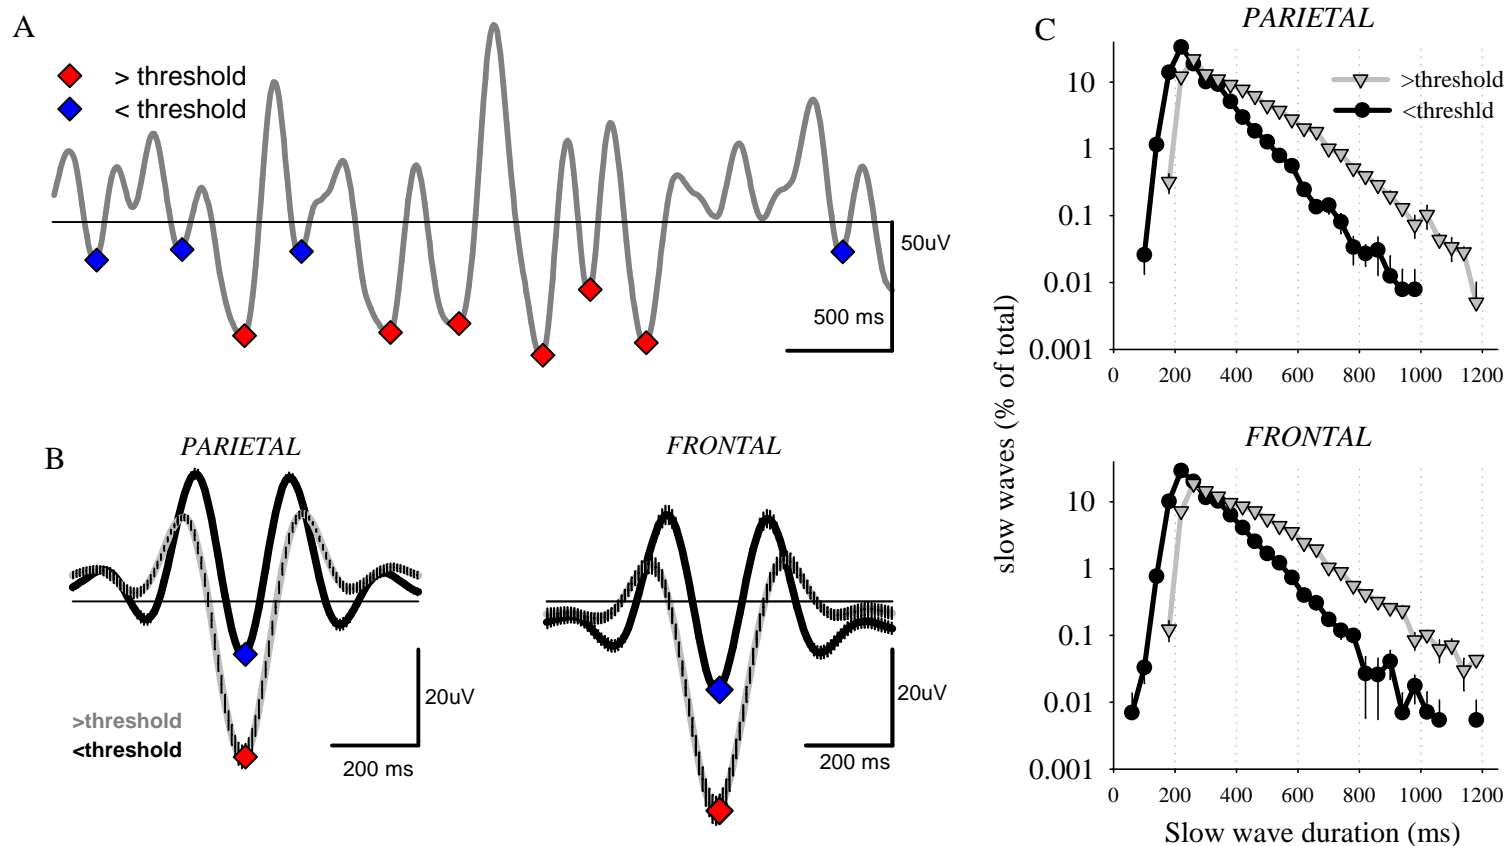 A
> threshold
< threshold
50uV
500 ms
B
PARIETAL
FRONTAL
20uV
200 ms
>threshold
<threshold
20uV
200 ms
C
PARIETAL
>threshold
<threshld
10
1
0.1
0.01
0.001
0 200 400 600 800 1000 1200
slow waves (% of total)
FRONTAL
10
1
0.1
0.01
0.001
0 200 400 600 800 1000 1200
Slow wave duration (ms)